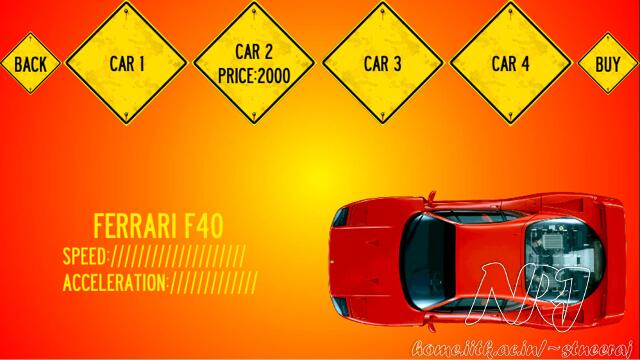 BACK
CAR 1
CAR 2
PRICE:2000
CAR 3
CAR 4
BUY
FERRARI F40
SPEED:////////////////////
ACCELERATION://///////////
NRJ
home.iitk.ac.in/~stneeraj